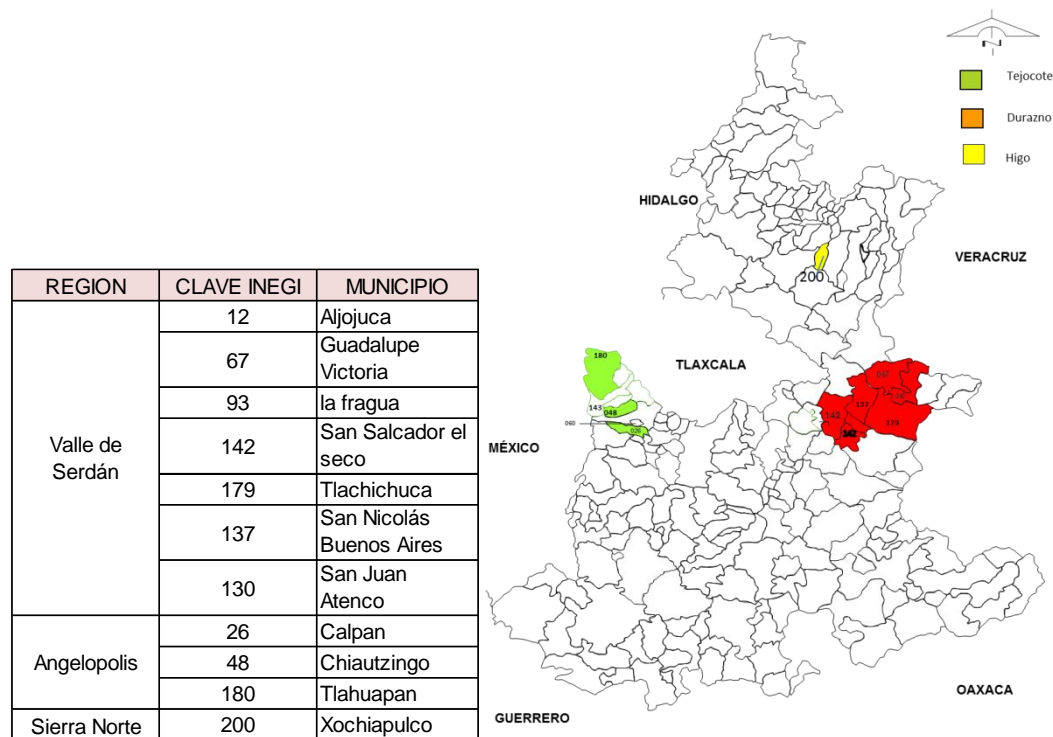 REGION CLAVE INEGI MUNICIPIO
Valle de Serdán
12 Aljojuca
67 Guadalupe Victoria
93 la fragua
142 San Salcador el seco
179 Tlachichuca
137 San Nicolás Buenos Aires
130 San Juan Atenco
Angelopolis
26 Calpan
48 Chiautzingo
180 Tlahuapan
Sierra Norte 200 Xochiapulco
N
Tejocote
Durazno
Higo
HIDALGO
VERACRUZ
200
TLAXCALA
180
143
048
060
026
MÉXICO
137
142
179
OAXACA
GUERRERO